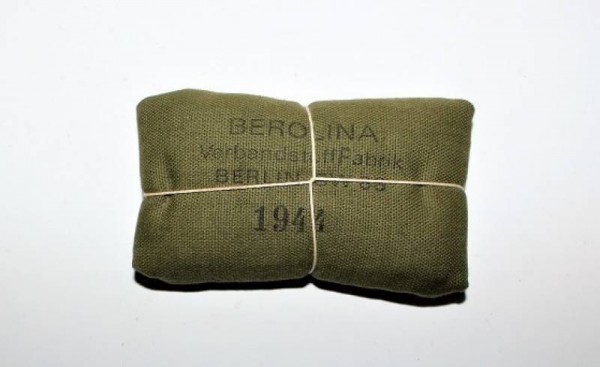 BEROLINA
Verbandstoff Fabrik
BERLIN
1944